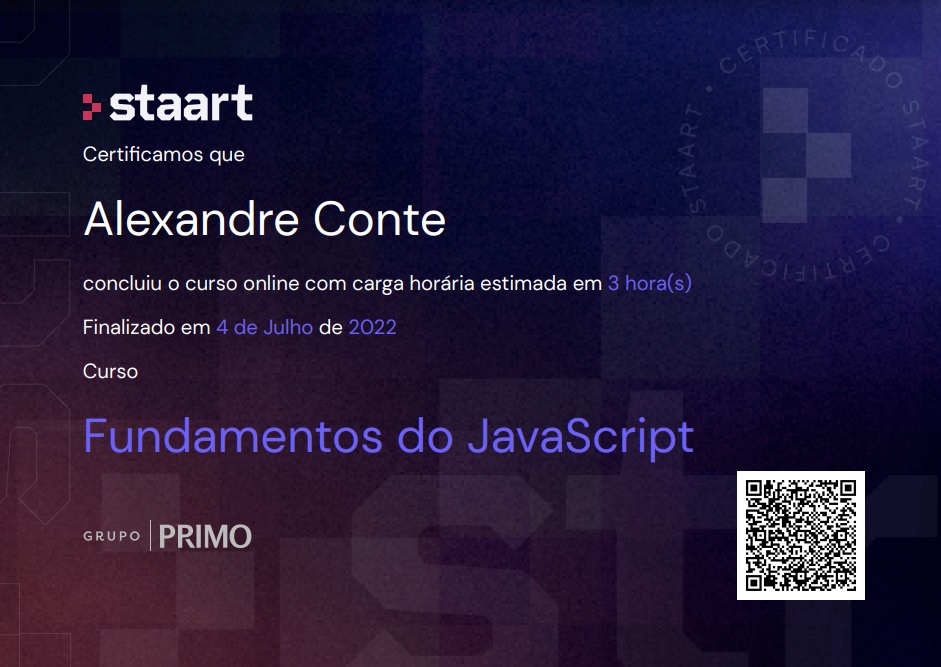 staart
Certificamos que
Alexandre Conte
concluiu o curso online com carga horária estimada em 3 hora(s)
Finalizado em 4 de Julho de 2022
Curso
Fundamentos do JavaScript
GRUPO | PRIMO
CERTIFICADO STAART • CERTIFICADO STAART •